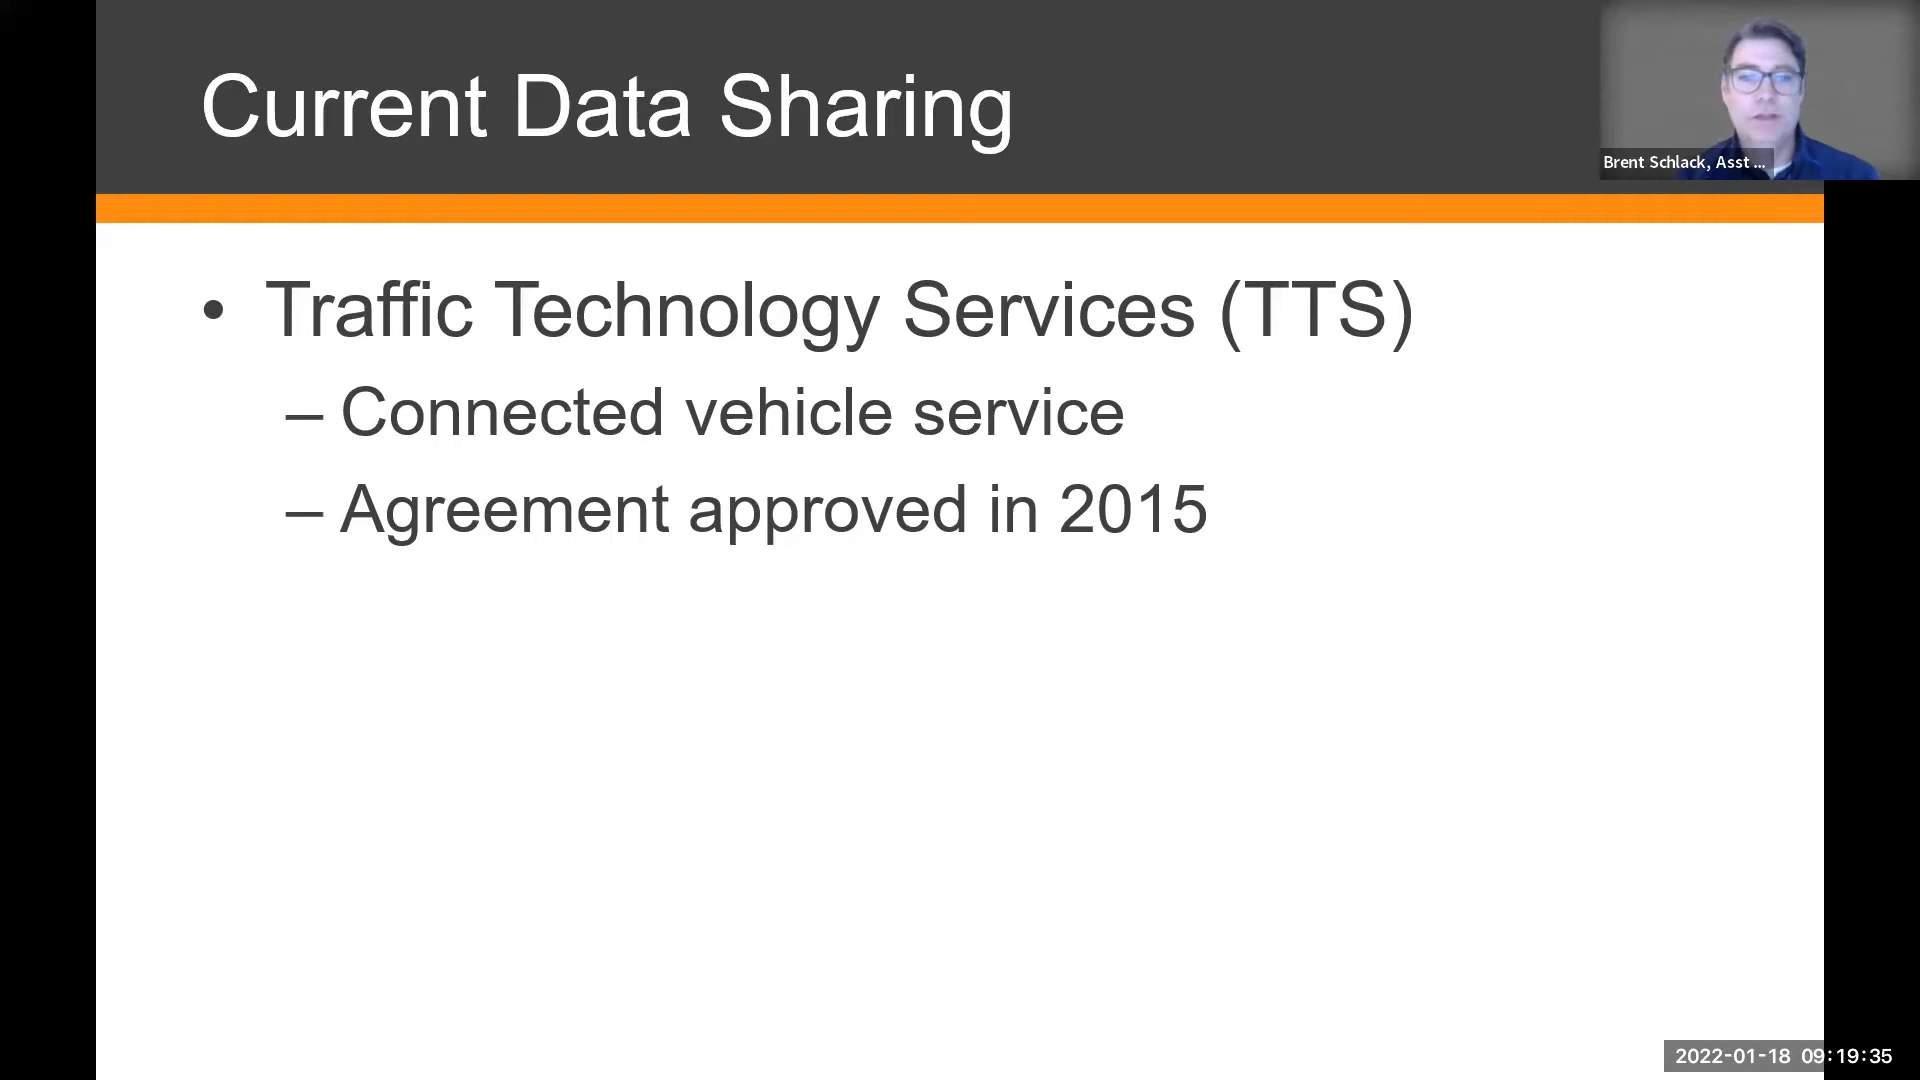 Current Data Sharing
Brent Schlack, Asst ...
• Traffic Technology Services (TTS)
– Connected vehicle service
– Agreement approved in 2015
2022-01-18 09:19:35